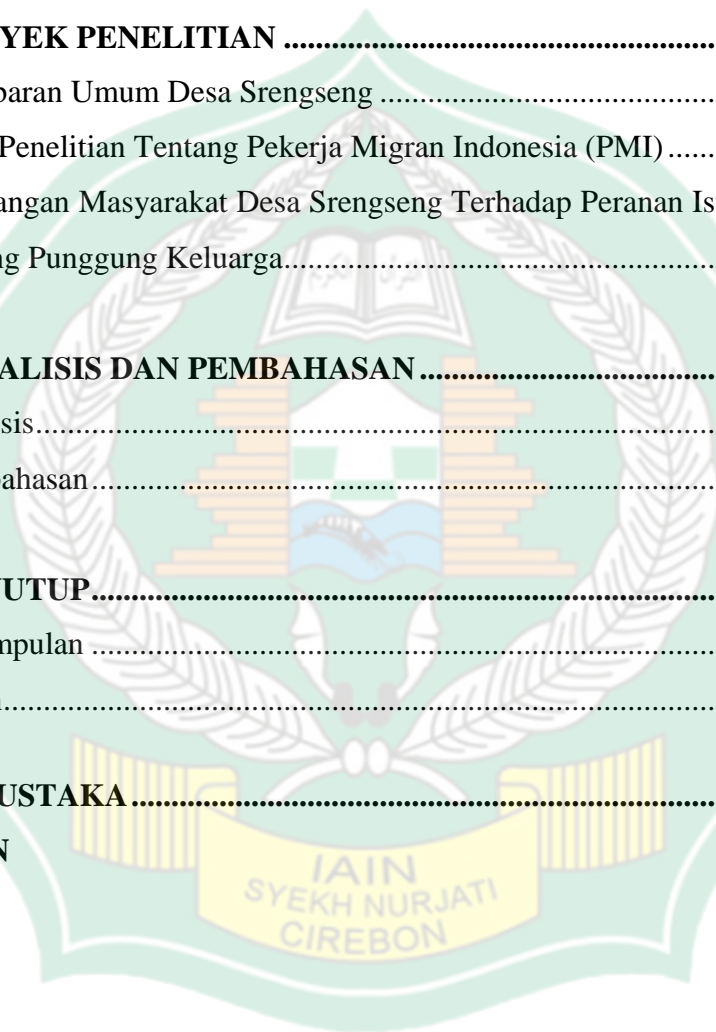 YEK PENELITIAN ....................................................
baran Umum Desa Srengseng ....................................................
Penelitian Tentang Pekerja Migran Indonesia (PMI) .......
angan Masyarakat Desa Srengseng Terhadap Peranan Is
ng Punggung Keluarga....................................................
ALISIS DAN PEMBAHASAN ....................................................
sis....................................................
ahasan....................................................
UTUP....................................................
mpulan ....................................................
....................................................
USTAKA ....................................................
N
IAIN
SYEKH NURJATI
CIREBON